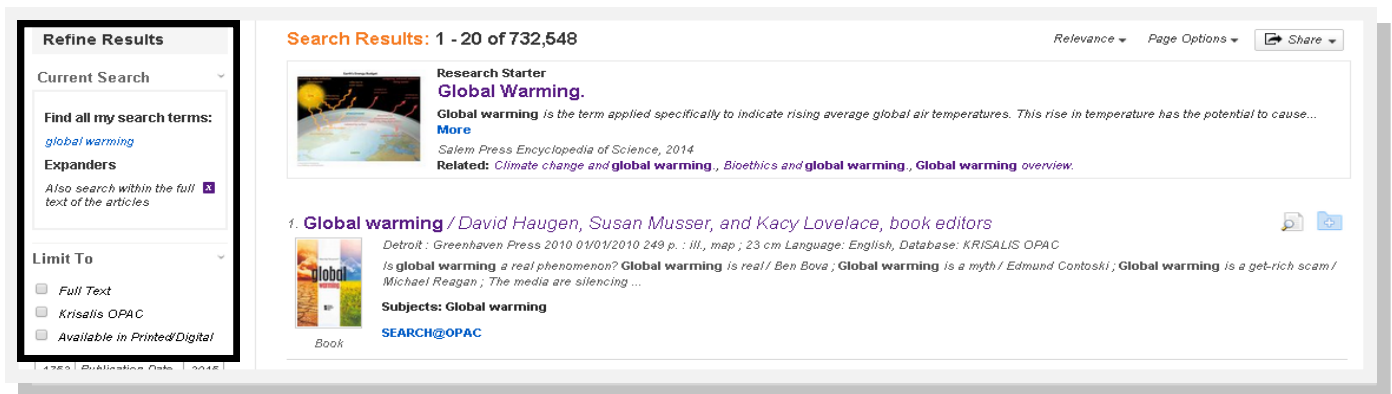 Refine Results
Current Search
Find all my search terms:
global warming
Expanders
Also search within the full x
text of the articles
Limit To
Full Text
Krisalis OPAC
Available in Printed/Digital
Publication Date
Search Results: 1 - 20 of 732,548
Relevance Page Options Share
Research Starter
Global Warming.
Global warming is the term applied specifically to indicate rising average global air temperatures. This rise in temperature has the potential to cause...
More
Salem Press Encyclopedia of Science, 2014
Related: Climate change and global warming., Bioethics and global warming., Global warming overview.
1. Global warming / David Haugen, Susan Musser, and Kacy Lovelace, book editors
Detroit : Greenhaven Press 2010 01/01/2010 249 p. : ill., map ; 23 cm Language: English, Database: KRISALIS OPAC
Is global warming a real phenomenon? Global warming is real / Ben Bova ; Global warming is a myth / Edmund Contoski ; Global warming is a get-rich scam /
Michael Reagan ; The media are silencing ...
Subjects: Global warming
SEARCH@OPAC
global
warming
Book